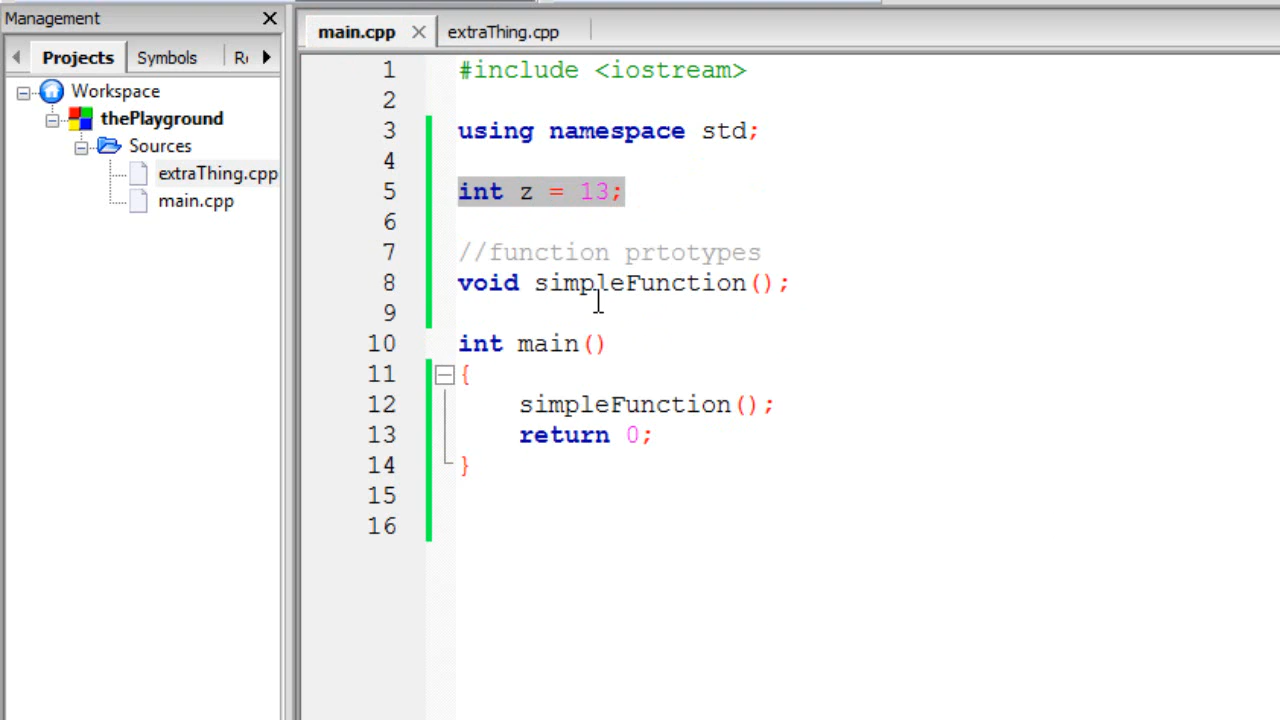 Management
Projects Symbols Re
Workspace
thePlayground
Sources
extraThing.cpp
main.cpp
main.cpp extraThing.cpp
1 #include <iostream>
2
3 using namespace std;
4
5 int z = 13;
6
7 //function prtotypes
8 void simpleFunction();
9
10 int main()
11 {
12 simpleFunction();
13 return 0;
14 }
15
16